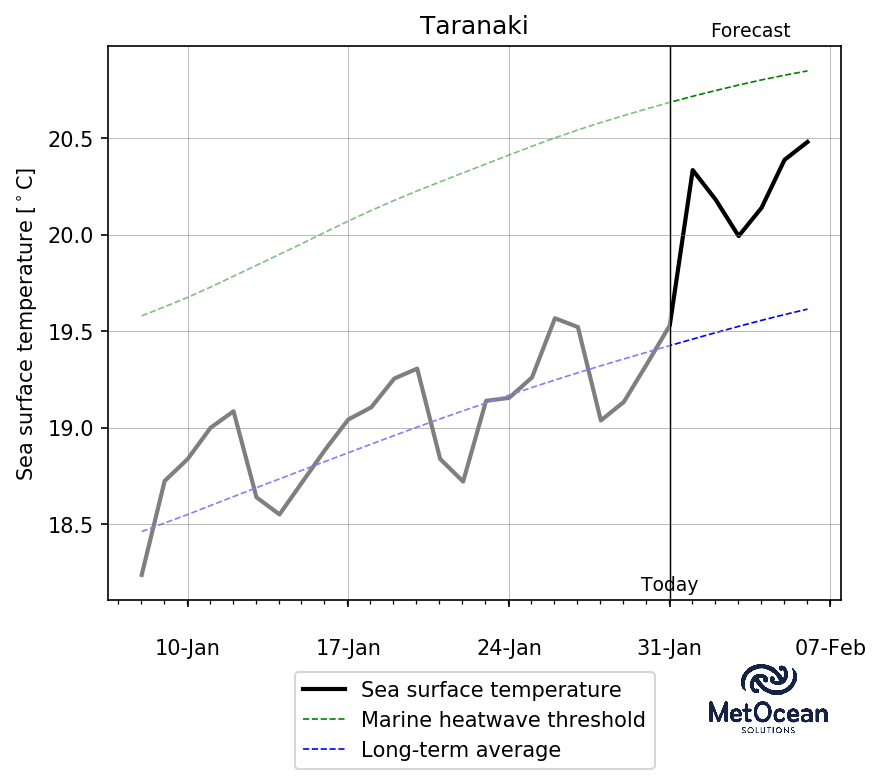 Taranaki
Forecast
Sea surface temperature [°C]
20.5
20.0
19.5
19.0
18.5
Today
10-Jan 17-Jan 24-Jan 31-Jan 07-Feb
Sea surface temperature
Marine heatwave threshold
Long-term average
MetOcean
SOLUTIONS